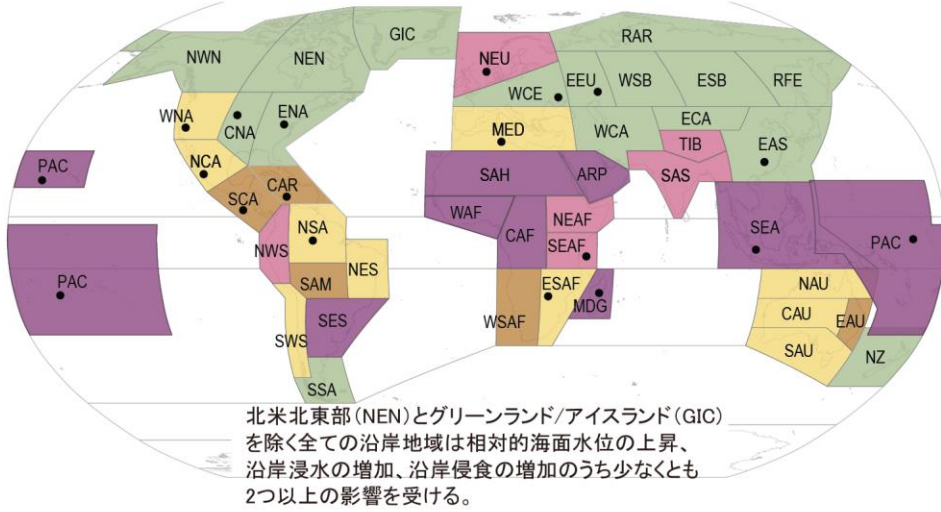 GIC
NWN
NEN
RAR
NEU
WCE
EEU
WSB
ESB
RFE
WNA
CNA
ENA
MED
WCA
ECA
TIB
EAS
PAC
NCA
SCA
CAR
SAH
ARP
SAS
WAF
CAF
NEAF
SEAF
SEA
PAC
NWS
NSA
NES
SAM
PAC
SWS
SES
WSAF
ESAF
MDG
NAU
CAU
EAU
SAU
NZ
SSA
北米北東部(NEN)とグリーンランド/アイスランド(GIC)
を除く全ての沿岸地域は相対的海面水位の上昇、
沿岸浸水の増加、沿岸侵食の増加のうち少なくとも
2つ以上の影響を受ける。